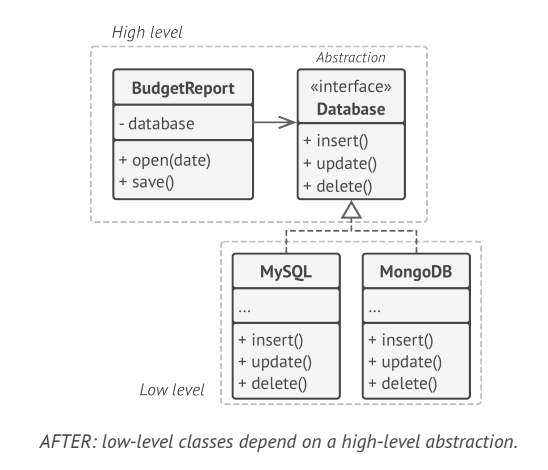 High level
Abstraction
BudgetReport
- database
+ open(date)
+ save()
«interface»
Database
+ insert()
+ update()
+ delete()
MySQL
...
+ insert()
+ update()
+ delete()
MongoDB
...
+ insert()
+ update()
+ delete()
Low level
AFTER: low-level classes depend on a high-level abstraction.